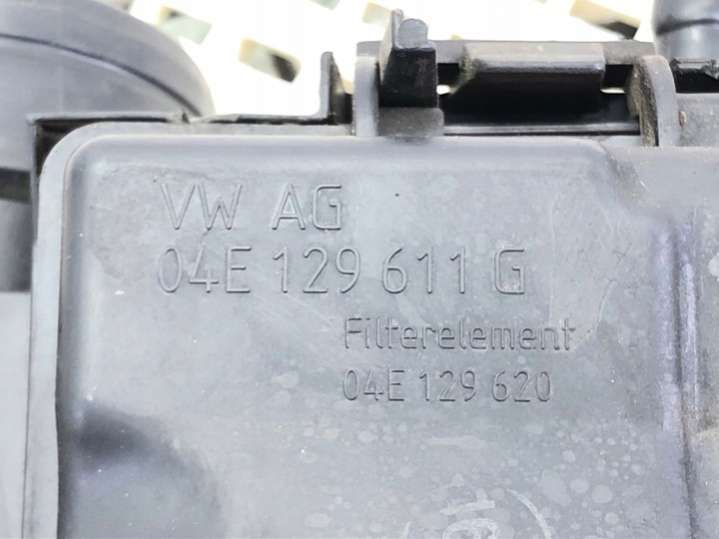 VW AG
04E 129 611 G
Filterelement
04E 129 620